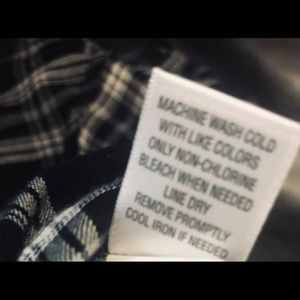 MACHINE WASH COLD
WITH LIKE COLORS
ONLY NON-CHLORINE
BLEACH WHEN NEEDED
LINE DRY
REMOVE PROMPTLY
COOL IRON IF NEEDED